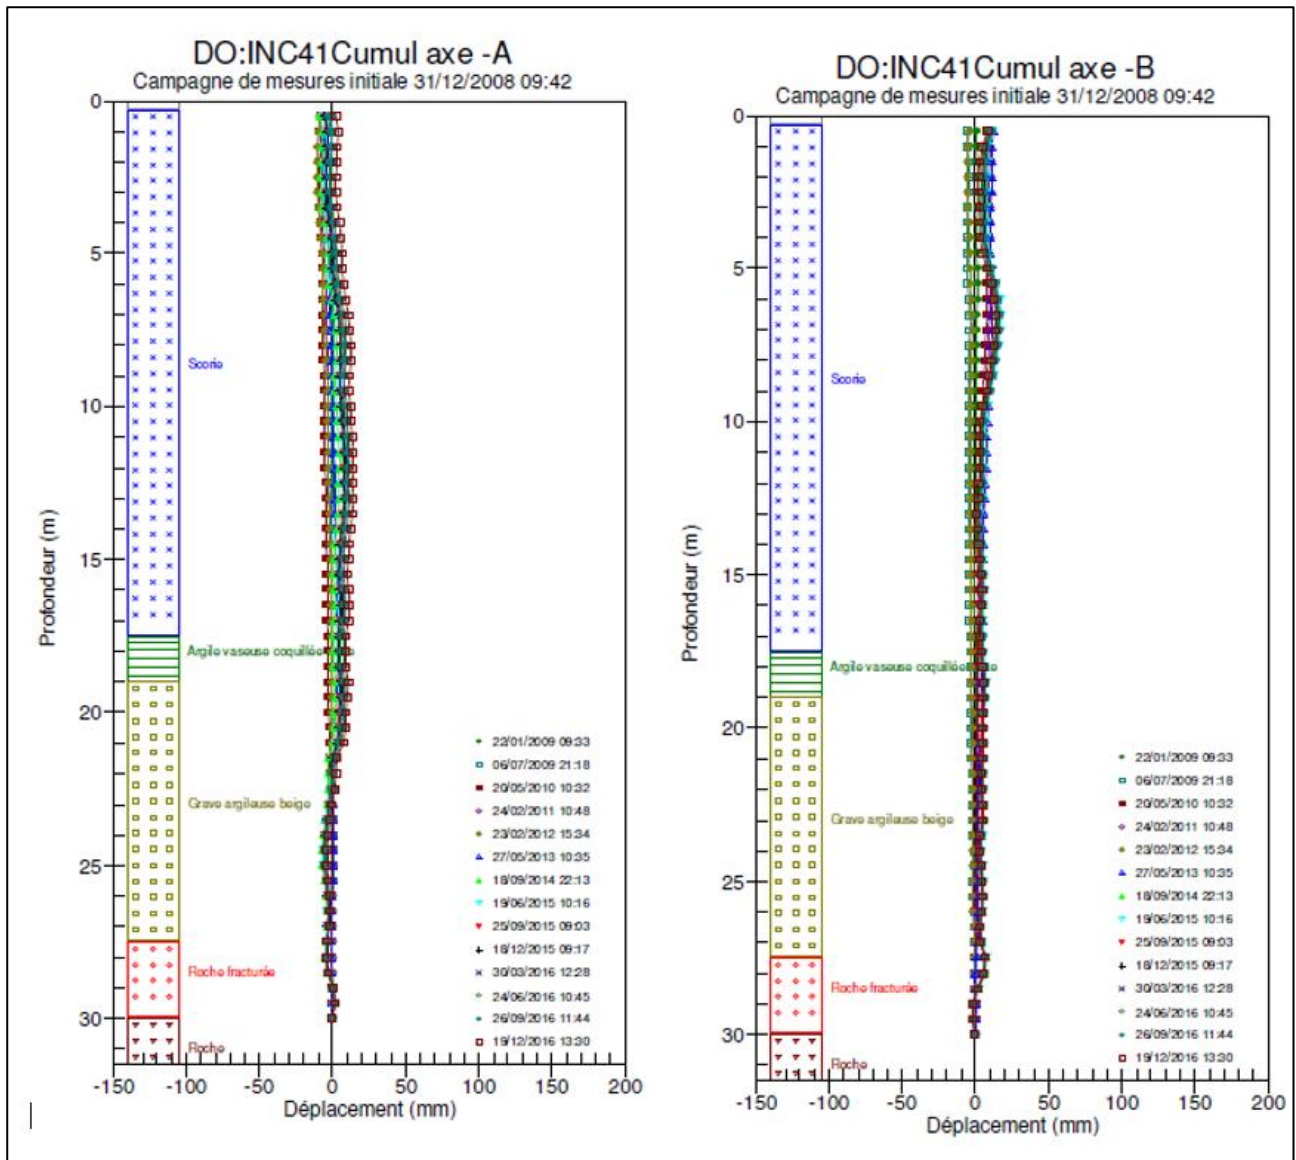 DO:INC41Cumul axe -A
Campagne de mesures initiale 31/12/2008 09:42
0
5
10
15
20
25
30
Profondeur (m)
Scorie
Argile vaseuse coquillée
Grave argileuse beige
Roche fracturée
Roche
22/01/2009 09:33
06/07/2009 21:18
20/05/2010 10:32
24/02/2011 10:48
23/02/2012 15:34
27/05/2013 10:35
18/09/2014 22:13
19/06/2015 10:16
25/09/2015 09:03
18/12/2015 09:17
30/03/2016 12:28
24/06/2016 10:45
26/09/2016 11:44
19/12/2016 13:30
-150 -100 -50 0 50 100 150 200
Déplacement (mm)
DO:INC41Cumul axe -B
Campagne de mesures initiale 31/12/2008 09:42
0
5
10
15
20
25
30
Profondeur (m)
Scorie
Argile vaseuse coquillée
Grave argileuse beige
Roche fracturée
Roche
22/01/2009 09:33
06/07/2009 21:18
20/05/2010 10:32
24/02/2011 10:48
23/02/2012 15:34
27/05/2013 10:35
18/09/2014 22:13
19/06/2015 10:16
25/09/2015 09:03
18/12/2015 09:17
30/03/2016 12:28
24/06/2016 10:45
26/09/2016 11:44
19/12/2016 13:30
-150 -100 -50 0 50 100 150 200
Déplacement (mm)